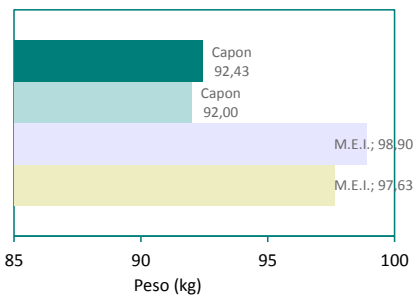 Capon
92,43
Capon
92,00
M.E.I.; 98,90
M.E.I.; 97,63
85 90 95 100
Peso (kg)